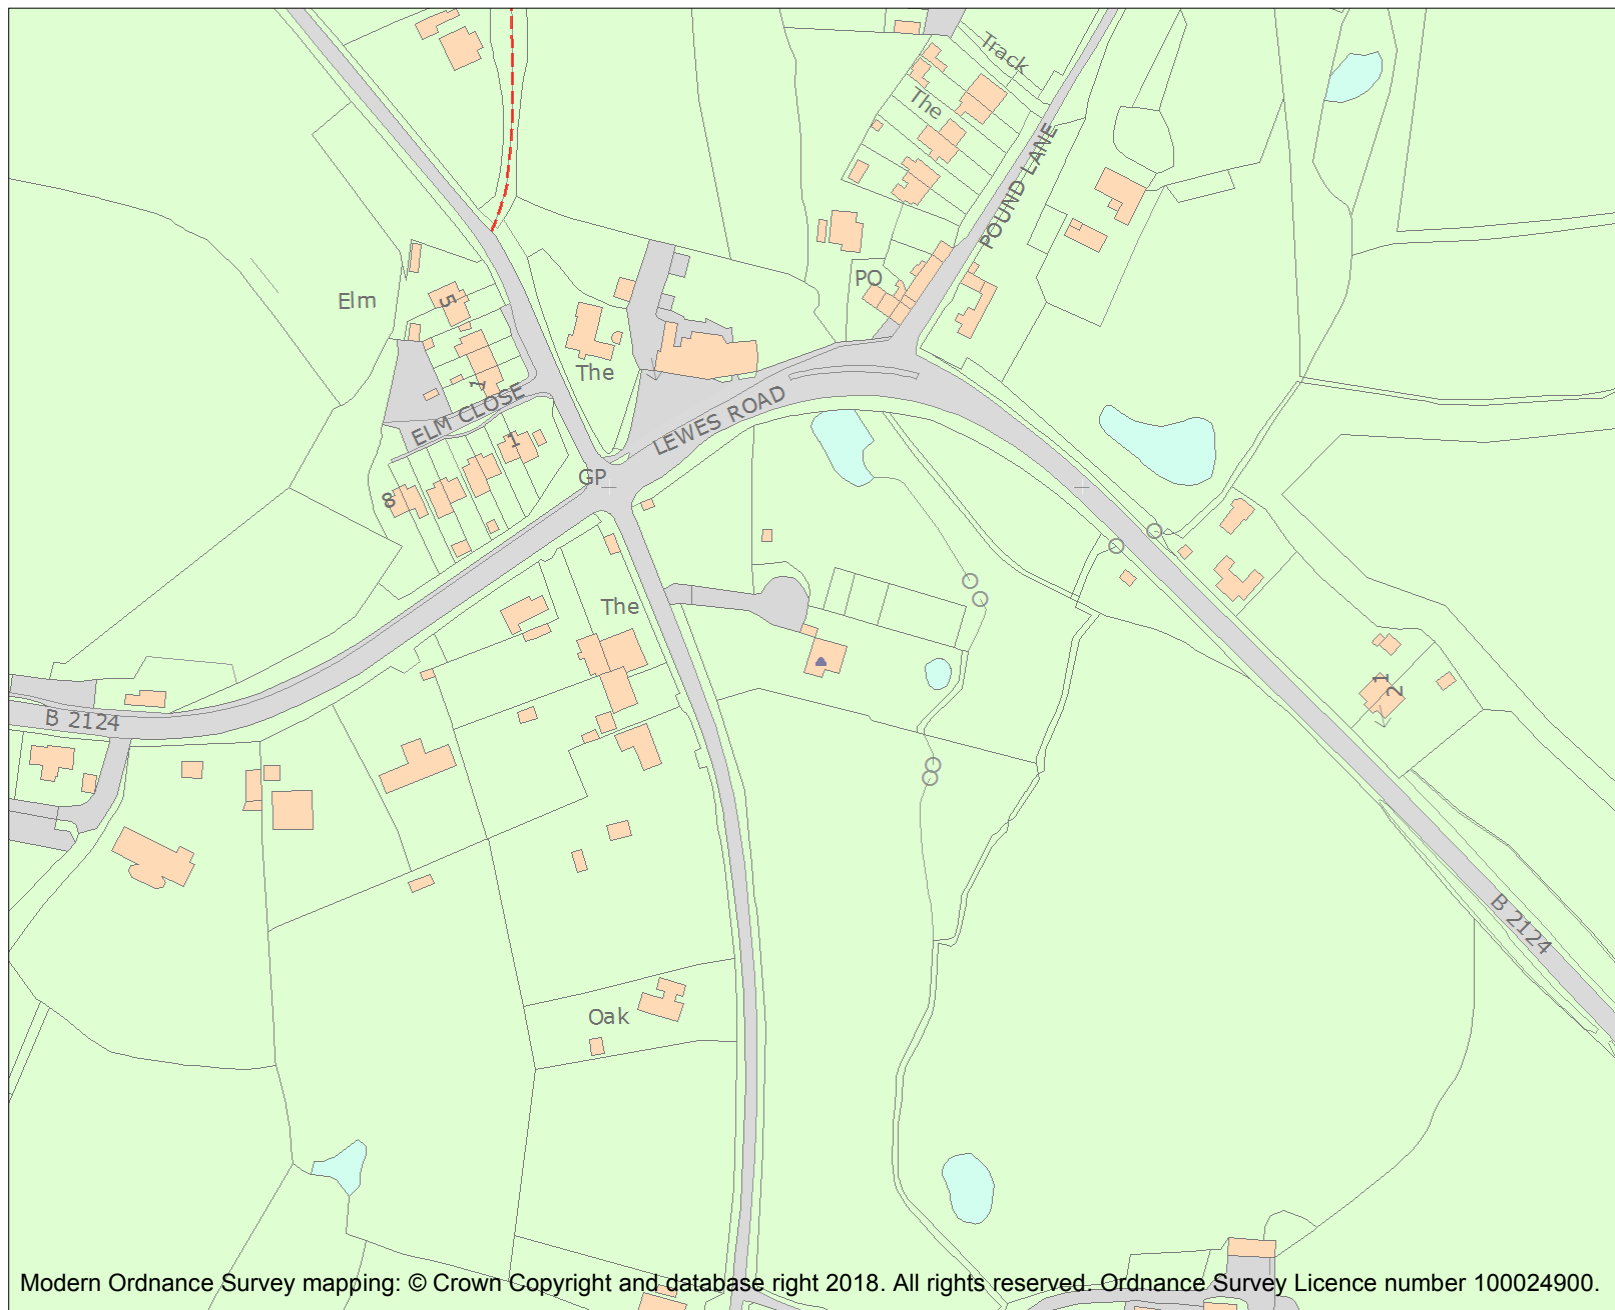 Track
The
POUND LANE
PO
Elm
5
The
1
ELM CLOSE
LEWES ROAD
1
GP
8
The
1
2
B 2124
B 2124
Oak
Modern Ordnance Survey mapping: © Crown Copyright and database right 2018. All rights reserved. Ordnance Survey Licence number 100024900.